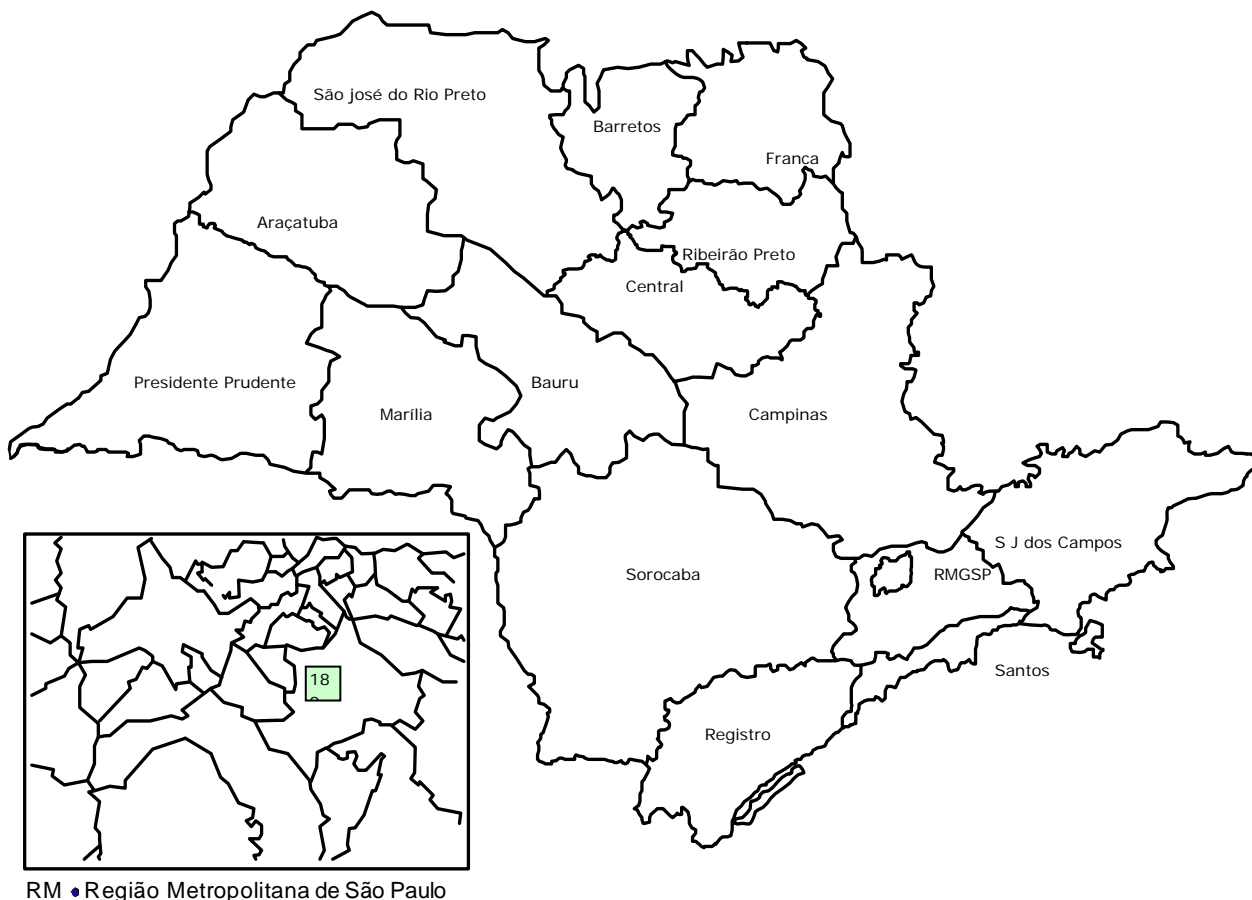 São josé do Rio Preto
Barretos
Franca
Araçatuba
Ribeirão Preto
Central
Presidente Prudente
Bauru
Marília
Campinas
S J dos Campos
Sorocaba
RMGSP
Santos
18
Registro
RM • Região Metropolitana de São Paulo